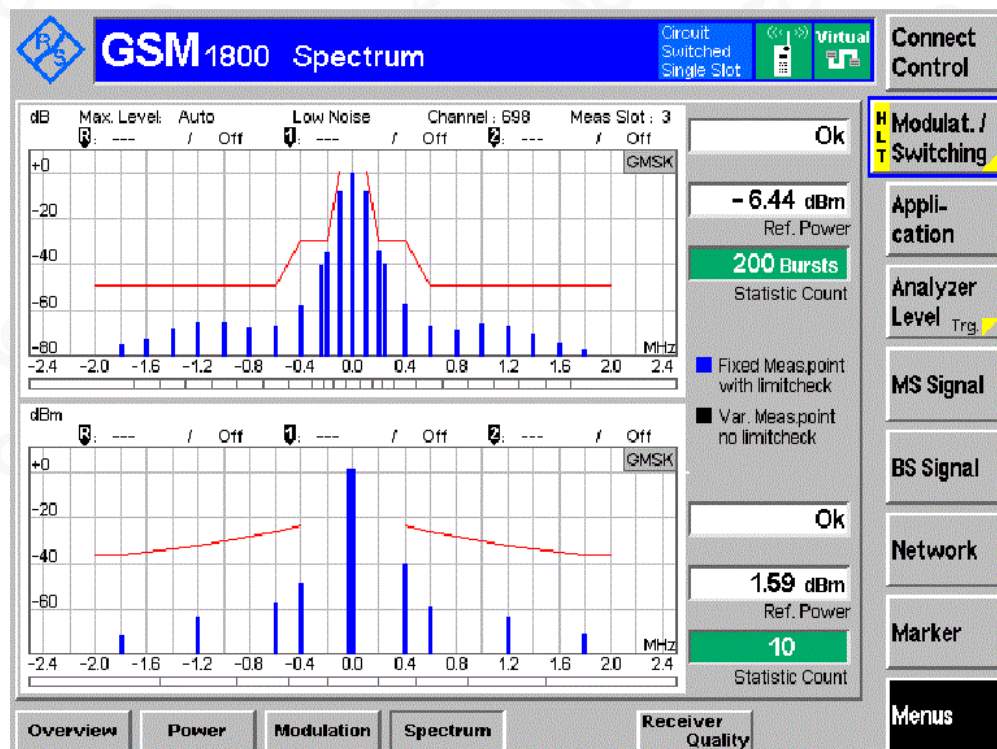 R/S
GSM 1800 Spectrum
Circuit
Switched
Single Slot
Virtual
Connect
Control
dB Max. Level: Auto Low Noise Channel : 698 Meas Slot : 3
R: --- / Off 1: --- / Off 2: --- / Off
GMSK
+0
-20
-40
-60
-80
MHz
-2.4 -2.0 -1.6 -1.2 -0.8 -0.4 0.0 0.4 0.8 1.2 1.6 2.0 2.4
Ok
-6.44 dBm
Ref. Power
200 Bursts
Statistic Count
Fixed Meas.point
with limitcheck
Var. Meas.point
no limitcheck
dBm
R: --- / Off 1: --- / Off 2: --- / Off
GMSK
+0
-20
-40
-60
MHz
-2.4 -2.0 -1.6 -1.2 -0.8 -0.4 0.0 0.4 0.8 1.2 1.6 2.0 2.4
Ok
1.59 dBm
Ref. Power
10
Statistic Count
HLT
Modulat. /
Switching
Appli-
cation
Analyzer
Level Trg.
MS Signal
BS Signal
Network
Marker
Menus
Overview Power Modulation Spectrum
Receiver
Quality